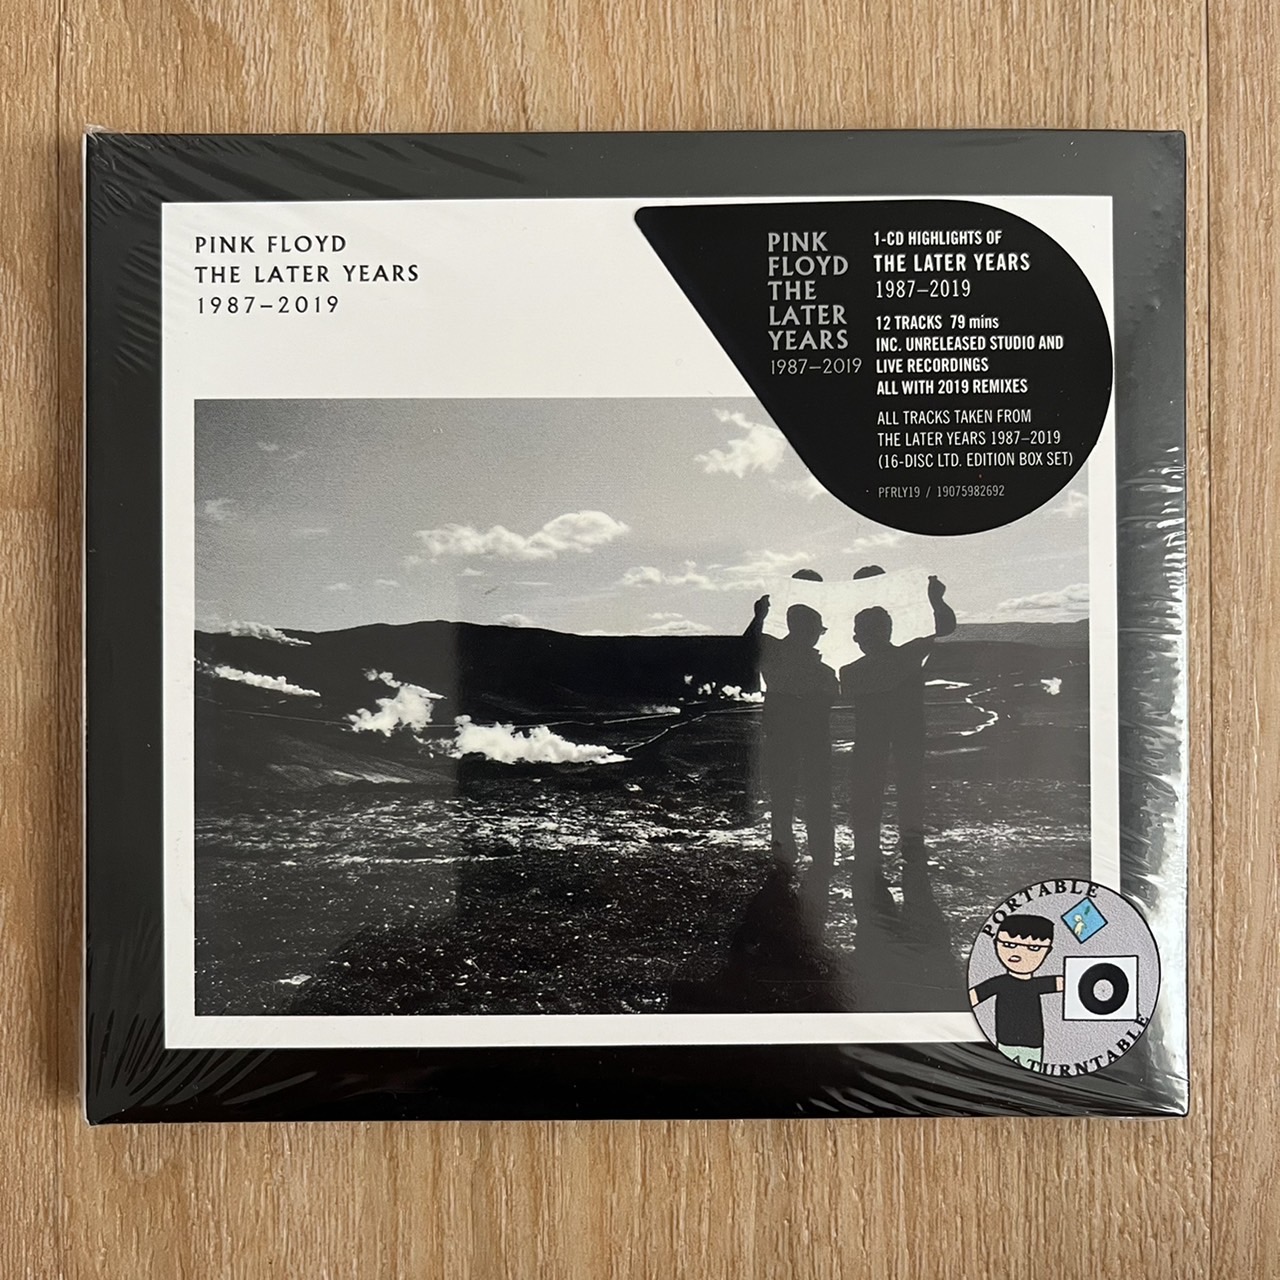 PINK FLOYD
THE LATER YEARS
1987–2019
PINK
FLOYD
THE
LATER
YEARS
1987–2019
1-CD HIGHLIGHTS OF
THE LATER YEARS
1987–2019
12 TRACKS 79 mins
INC. UNRELEASED STUDIO AND
LIVE RECORDINGS
ALL WITH 2019 REMIXES
ALL TRACKS TAKEN FROM
THE LATER YEARS 1987–2019
(16-DISC LTD. EDITION BOX SET)
PFRLY19 / 19075982692
PORTABLE
ATURNTABLE